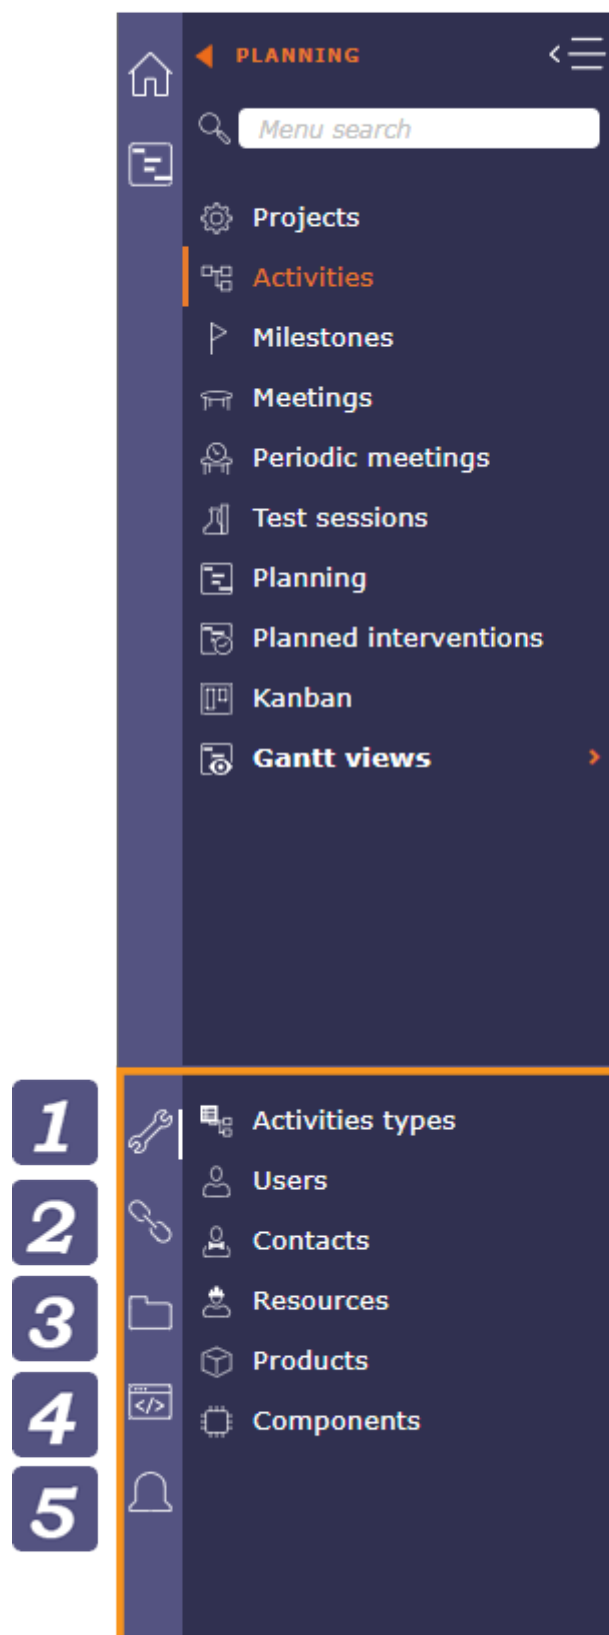 PLANNING
Menu search
Projects
Activities
Milestones
Meetings
Periodic meetings
Test sessions
Planning
Planned interventions
Kanban
Gantt views
1
Activities types
Users
2
Contacts
3
Resources
Products
4
Components
5